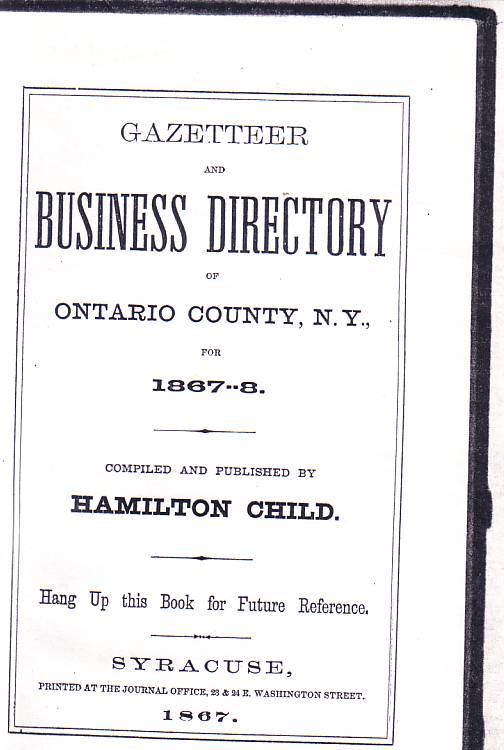 GAZETTEER
AND
BUSINESS DIRECTORY
OF
ONTARIO COUNTY, N. Y.,
FOR
1867--8.
COMPILED AND PUBLISHED BY
HAMILTON CHILD.
Hang Up this Book for Future Reference.
SYRACUSE,
PRINTED AT THE JOURNAL OFFICE, 23 & 24 E. WASHINGTON STREET.
1867.